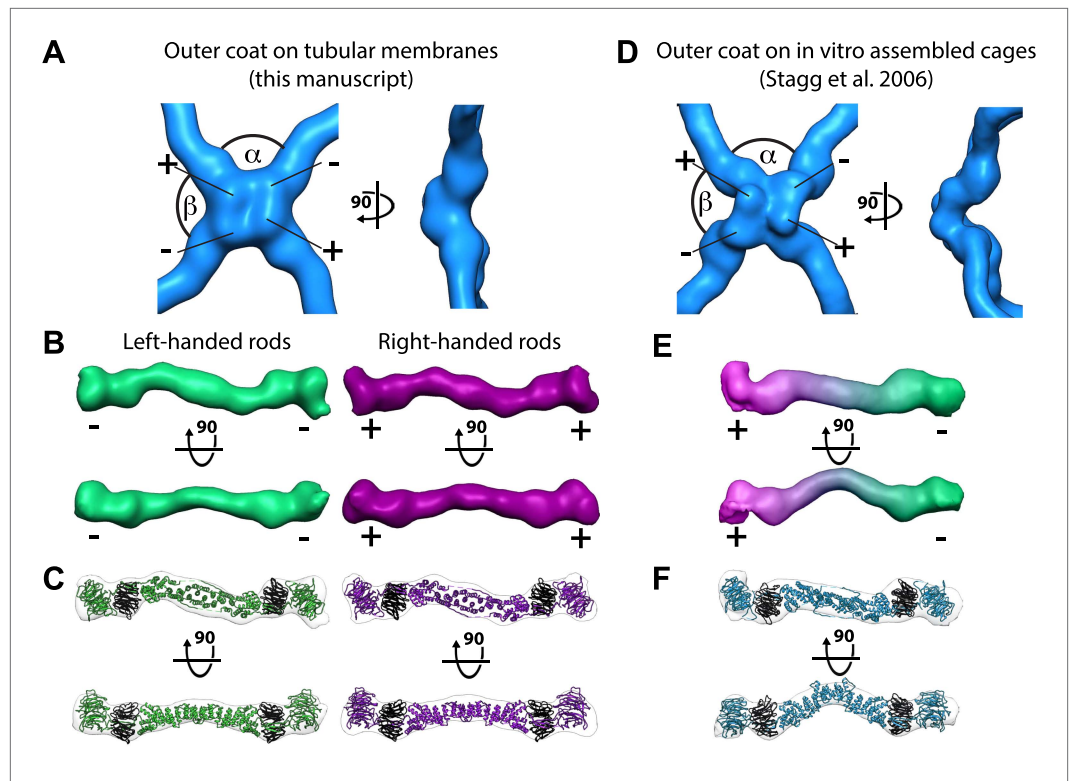 A
Outer coat on tubular membranes
(this manuscript)
α
β
+
-
-
+
90
D
Outer coat on in vitro assembled cages
(Stagg et al. 2006)
α
β
+
-
-
+
90
B
Left-handed rods
Right-handed rods
- -
+ +
90
90
- -
+ +
E
+ -
90
+ -
C
90
90
F
90